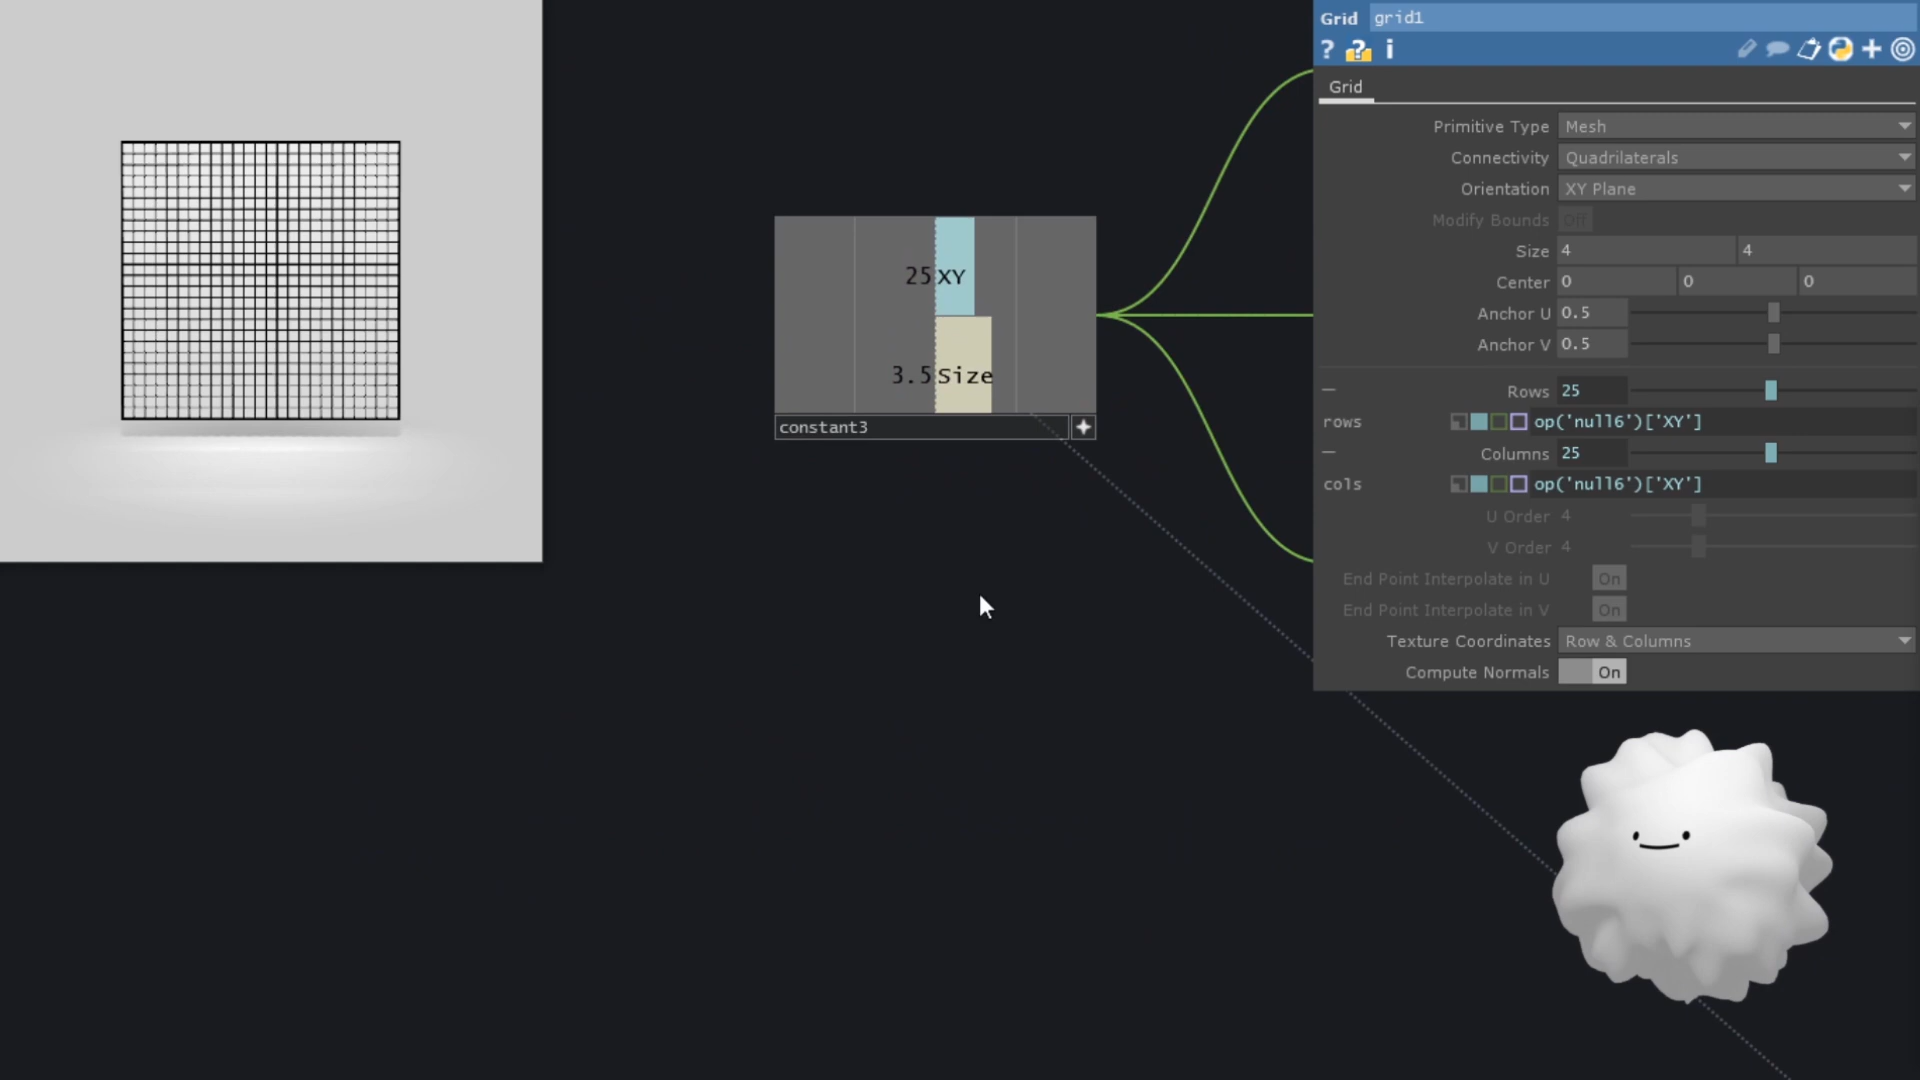 Grid grid1
? ? i
Grid
Primitive Type Mesh
Connectivity Quadrilaterals
Orientation XY Plane
Modify Bounds Off
Size 4 4
Center 0 0 0
Anchor U 0.5
Anchor V 0.5
Rows 25
rows op('null6')['XY']
Columns 25
cols op('null6')['XY']
U Order 4
V Order 4
End Point Interpolate in U On
End Point Interpolate in V On
Texture Coordinates Row & Columns
Compute Normals On
25 XY
3.5 Size
constant3